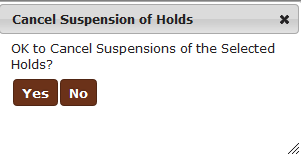 Cancel Suspension of Holds
OK to Cancel Suspensions of the Selected
Holds?
Yes No